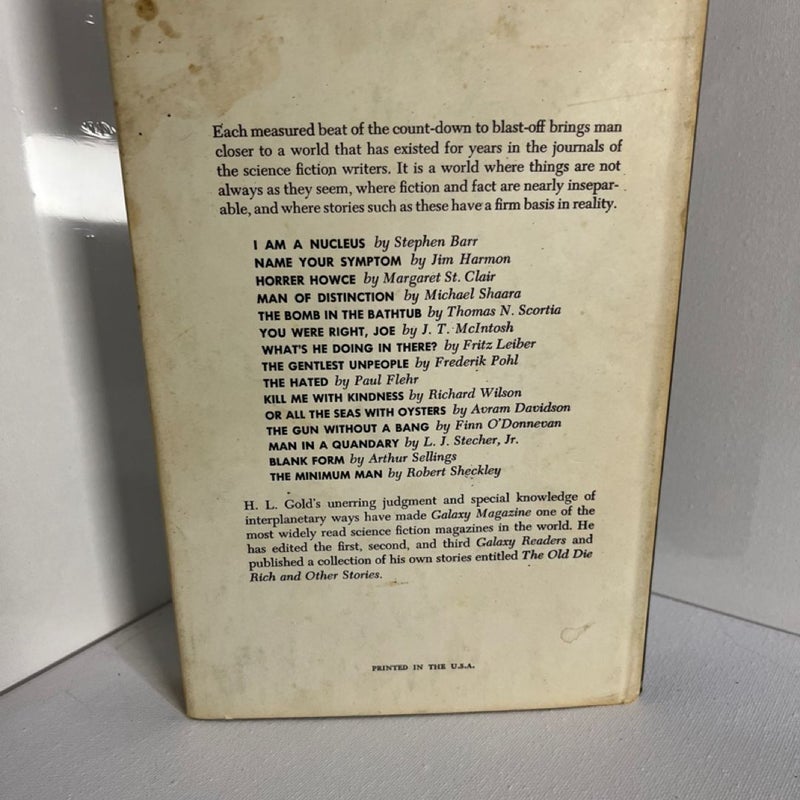 Each measured beat of the count-down to blast-off brings man
closer to a world that has existed for years in the journals of
the science fiction writers. It is a world where things are not
always as they seem, where fiction and fact are nearly insepar-
able, and where stories such as these have a firm basis in reality.
I AM A NUCLEUS by Stephen Barr
NAME YOUR SYMPTOM by Jim Harmon
HORRER HOWCE by Margaret St. Clair
MAN OF DISTINCTION by Michael Shaara
THE BOMB IN THE BATHTUB by Thomas N. Scortia
YOU WERE RIGHT, JOE by J. T. McIntosh
WHAT'S HE DOING IN THERE? by Fritz Leiber
THE GENTLEST UNPEOPLE by Frederik Pohl
THE HATED by Paul Flehr
KILL ME WITH KINDNESS by Richard Wilson
OR ALL THE SEAS WITH OYSTERS by Avram Davidson
THE GUN WITHOUT A BANG by Finn O'Donnevan
MAN IN A QUANDARY by L. J. Stecher, Jr.
BLANK FORM by Arthur Sellings
THE MINIMUM MAN by Robert Sheckley
H. L. Gold's unerring judgment and special knowledge of
interplanetary ways have made Galaxy Magazine one of the
most widely read science fiction magazines in the world. He
has edited the first, second, and third Galaxy Readers and
published a collection of his own stories entitled The Old Die
Rich and Other Stories.
PRINTED IN THE U.S.A.